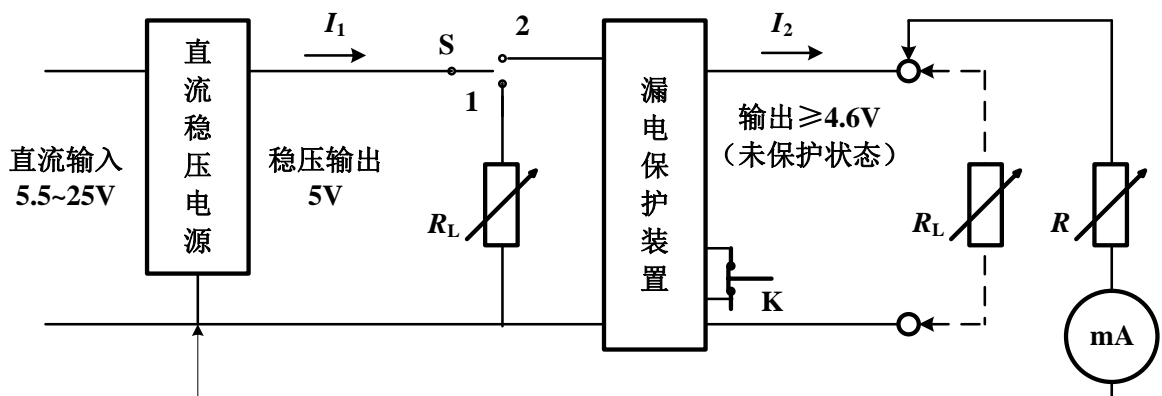 直流输入
5.5~25V
直流稳压电源
I₁
稳压输出
5V
S
2
1
R_L
漏电保护装置
K
I₂
输出≥4.6V
（未保护状态）
R_L
R
mA